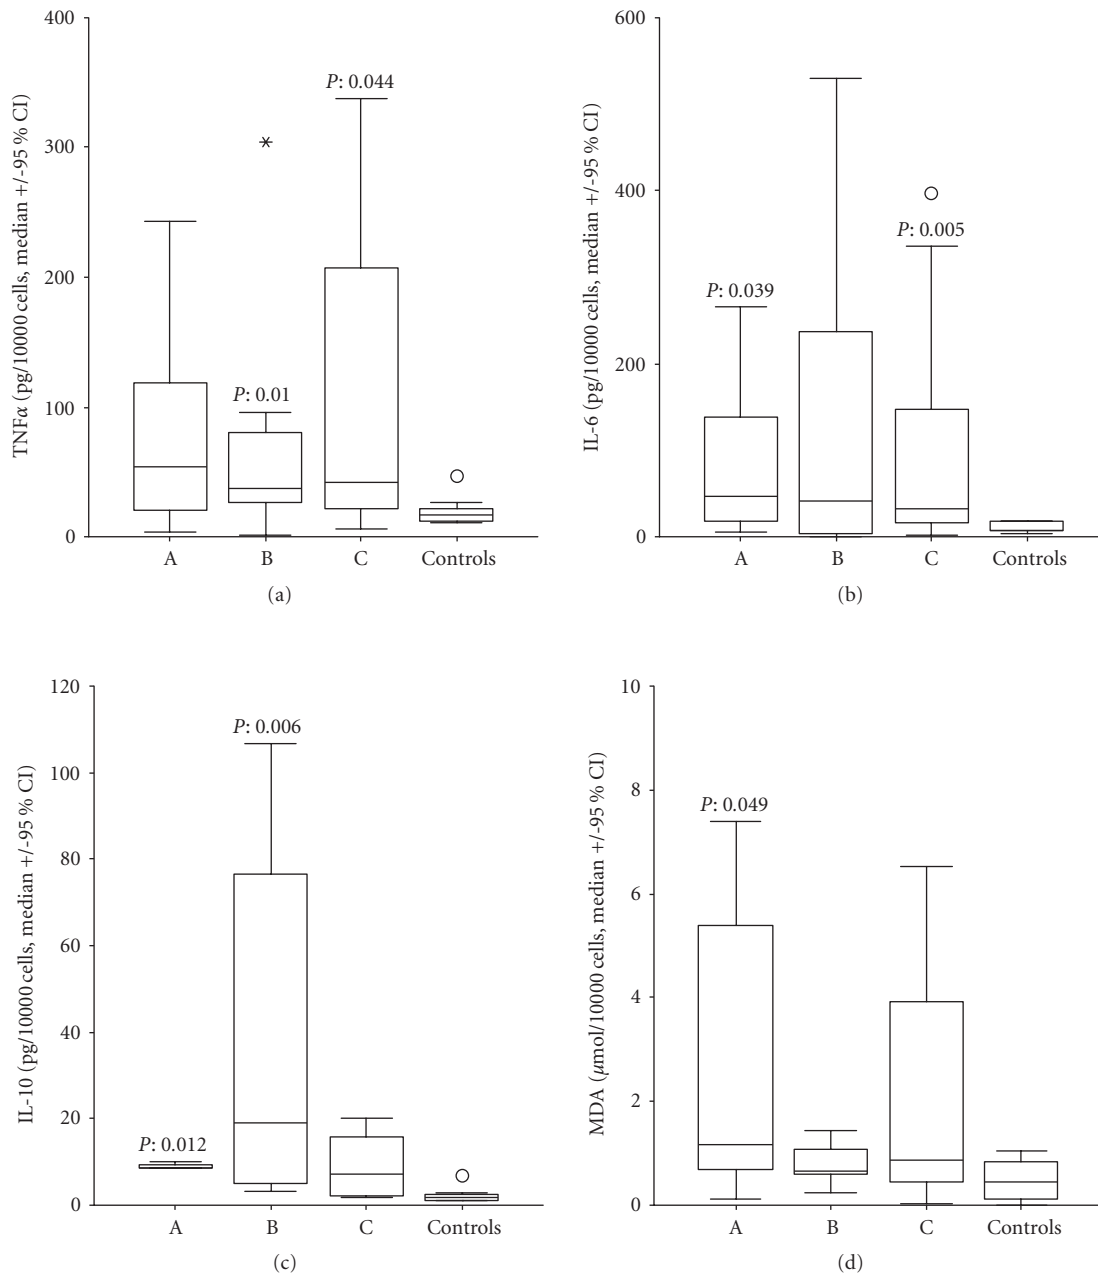 TNFα (pg/10000 cells, median +/-95 % CI)
400
300
200
100
0
P: 0.044
P: 0.01
A B C Controls
(a)
IL-6 (pg/10000 cells, median +/-95 % CI)
600
400
200
0
P: 0.005
P: 0.039
A B C Controls
(b)
IL-10 (pg/10000 cells, median +/-95 % CI)
120
100
80
60
40
20
0
P: 0.006
P: 0.012
A B C Controls
(c)
MDA (μmol/10000 cells, median +/-95 % CI)
10
8
6
4
2
0
P: 0.049
A B C Controls
(d)